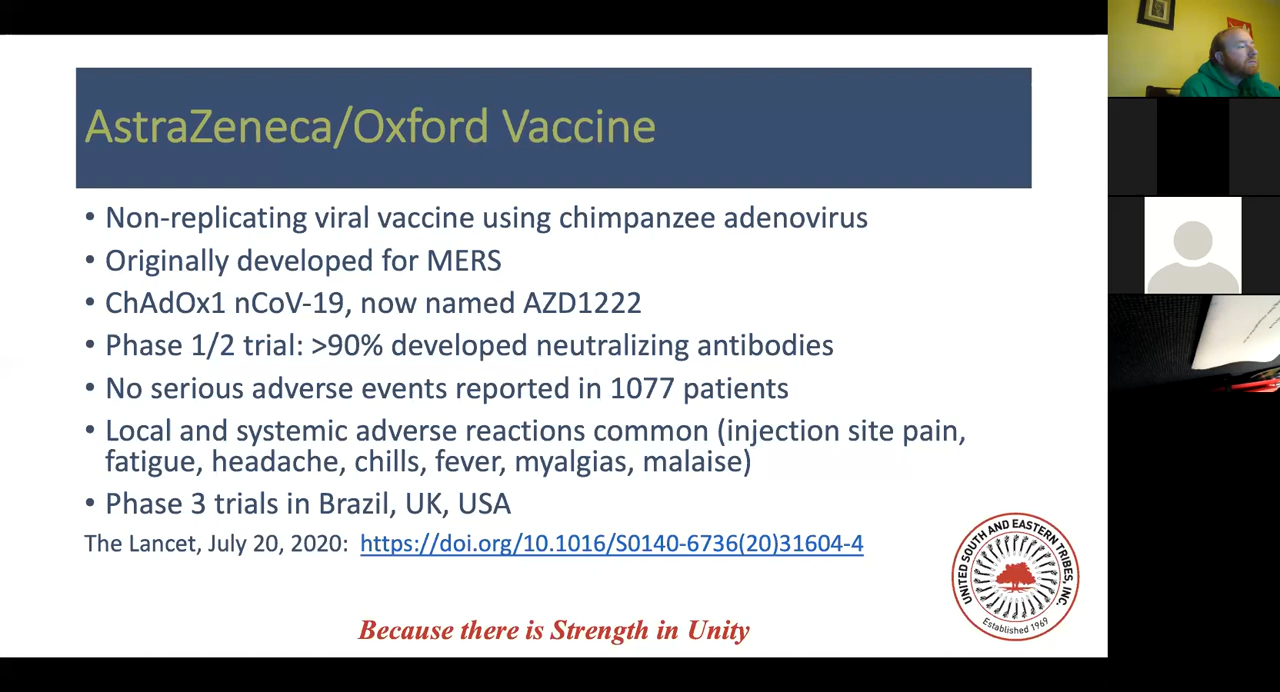 AstraZeneca/Oxford Vaccine
• Non-replicating viral vaccine using chimpanzee adenovirus
• Originally developed for MERS
• ChAdOx1 nCoV-19, now named AZD1222
• Phase 1/2 trial: >90% developed neutralizing antibodies
• No serious adverse events reported in 1077 patients
• Local and systemic adverse reactions common (injection site pain,
fatigue, headache, chills, fever, myalgias, malaise)
• Phase 3 trials in Brazil, UK, USA
The Lancet, July 20, 2020: https://doi.org/10.1016/S0140-6736(20)31604-4
UNITED SOUTH AND EASTERN TRIBES, INC.
Established 1969
Because there is Strength in Unity